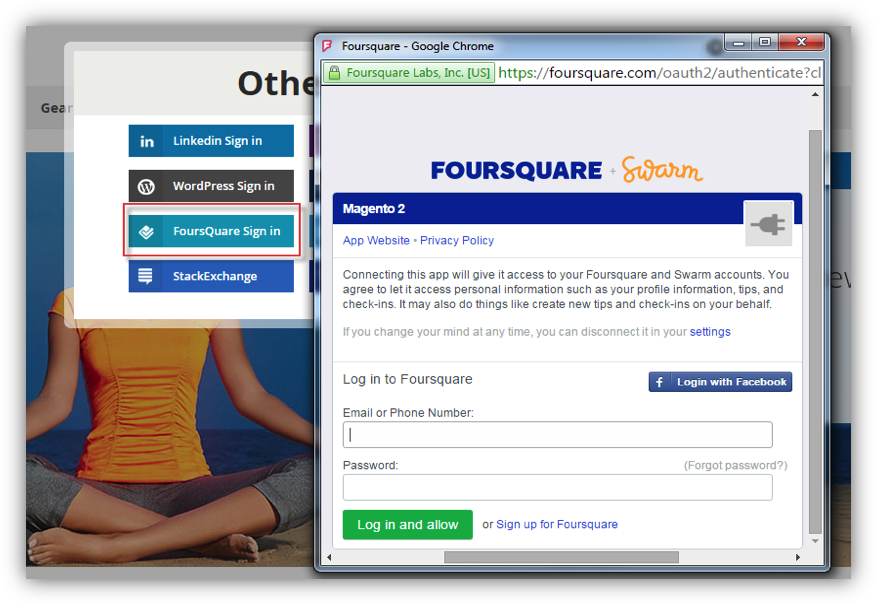 Foursquare - Google Chrome
Foursquare Labs, Inc. [US] https://foursquare.com/oauth2/authenticate?cl
Othe
Gear
Linkedin Sign in
WordPress Sign in
FoursQuare Sign in
StackExchange
FOURSQUARE + Swarm
Magento 2
App Website • Privacy Policy
Connecting this app will give it access to your Foursquare and Swarm accounts. You
agree to let it access personal information such as your profile information, tips, and
check-ins. It may also do things like create new tips and check-ins on your behalf.
If you change your mind at any time, you can disconnect it in your settings
Log in to Foursquare
f Login with Facebook
Email or Phone Number:
Password: (Forgot password?)
Log in and allow or Sign up for Foursquare